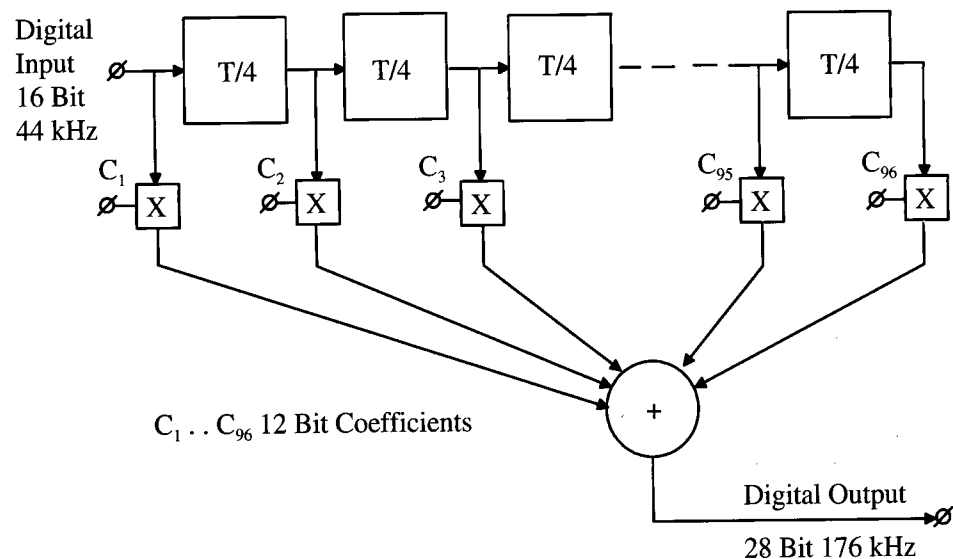 Digital
Input
16 Bit
44 kHz
T/4
T/4
T/4
T/4
C₁
C₂
C₃
C₉₅
C₉₆
X
X
X
X
X
+
C₁ . . C₉₆ 12 Bit Coefficients
Digital Output
28 Bit 176 kHz